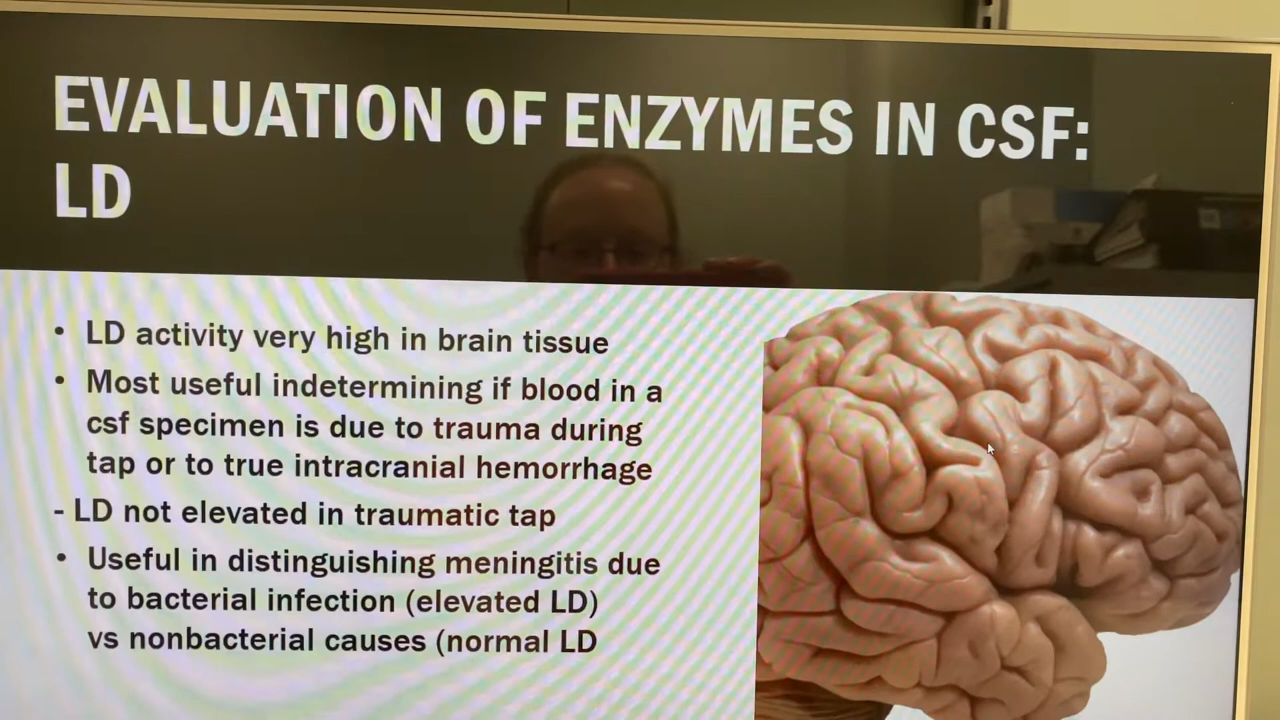 EVALUATION OF ENZYMES IN CSF:
LD
• LD activity very high in brain tissue
• Most useful indetermining if blood in a
csf specimen is due to trauma during
tap or to true intracranial hemorrhage
- LD not elevated in traumatic tap
• Useful in distinguishing meningitis due
to bacterial infection (elevated LD)
vs nonbacterial causes (normal LD